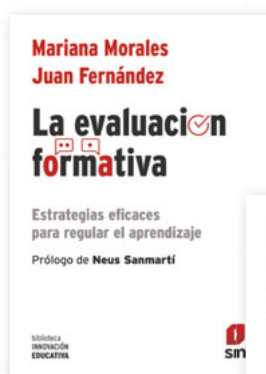 Mariana Morales
Juan Fernández
La evaluación
formativa
Estrategias eficaces
para regular el aprendizaje
Prólogo de Neus Sanmartí
biblioteca
INNOVACIÓN
EDUCATIVA
sm